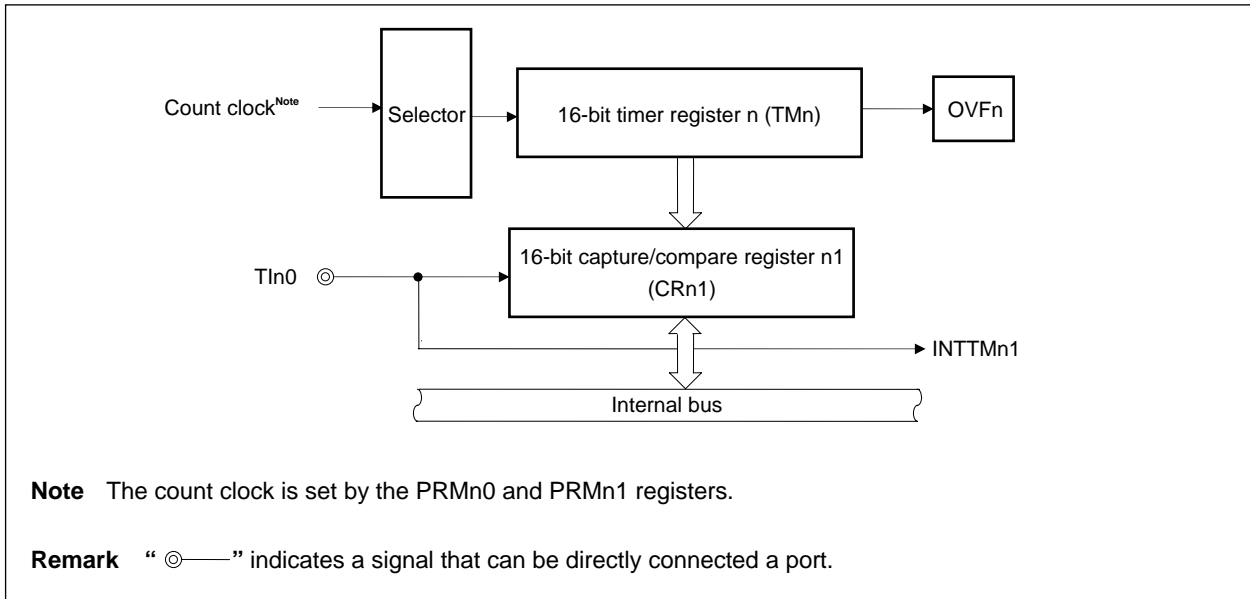 Count clockNote
Selector
16-bit timer register n (TMn)
OVFn
16-bit capture/compare register n1
(CRn1)
TIn0
INTTMn1
Internal bus
Note The count clock is set by the PRMn0 and PRMn1 registers.
Remark “ ◎—— ” indicates a signal that can be directly connected a port.